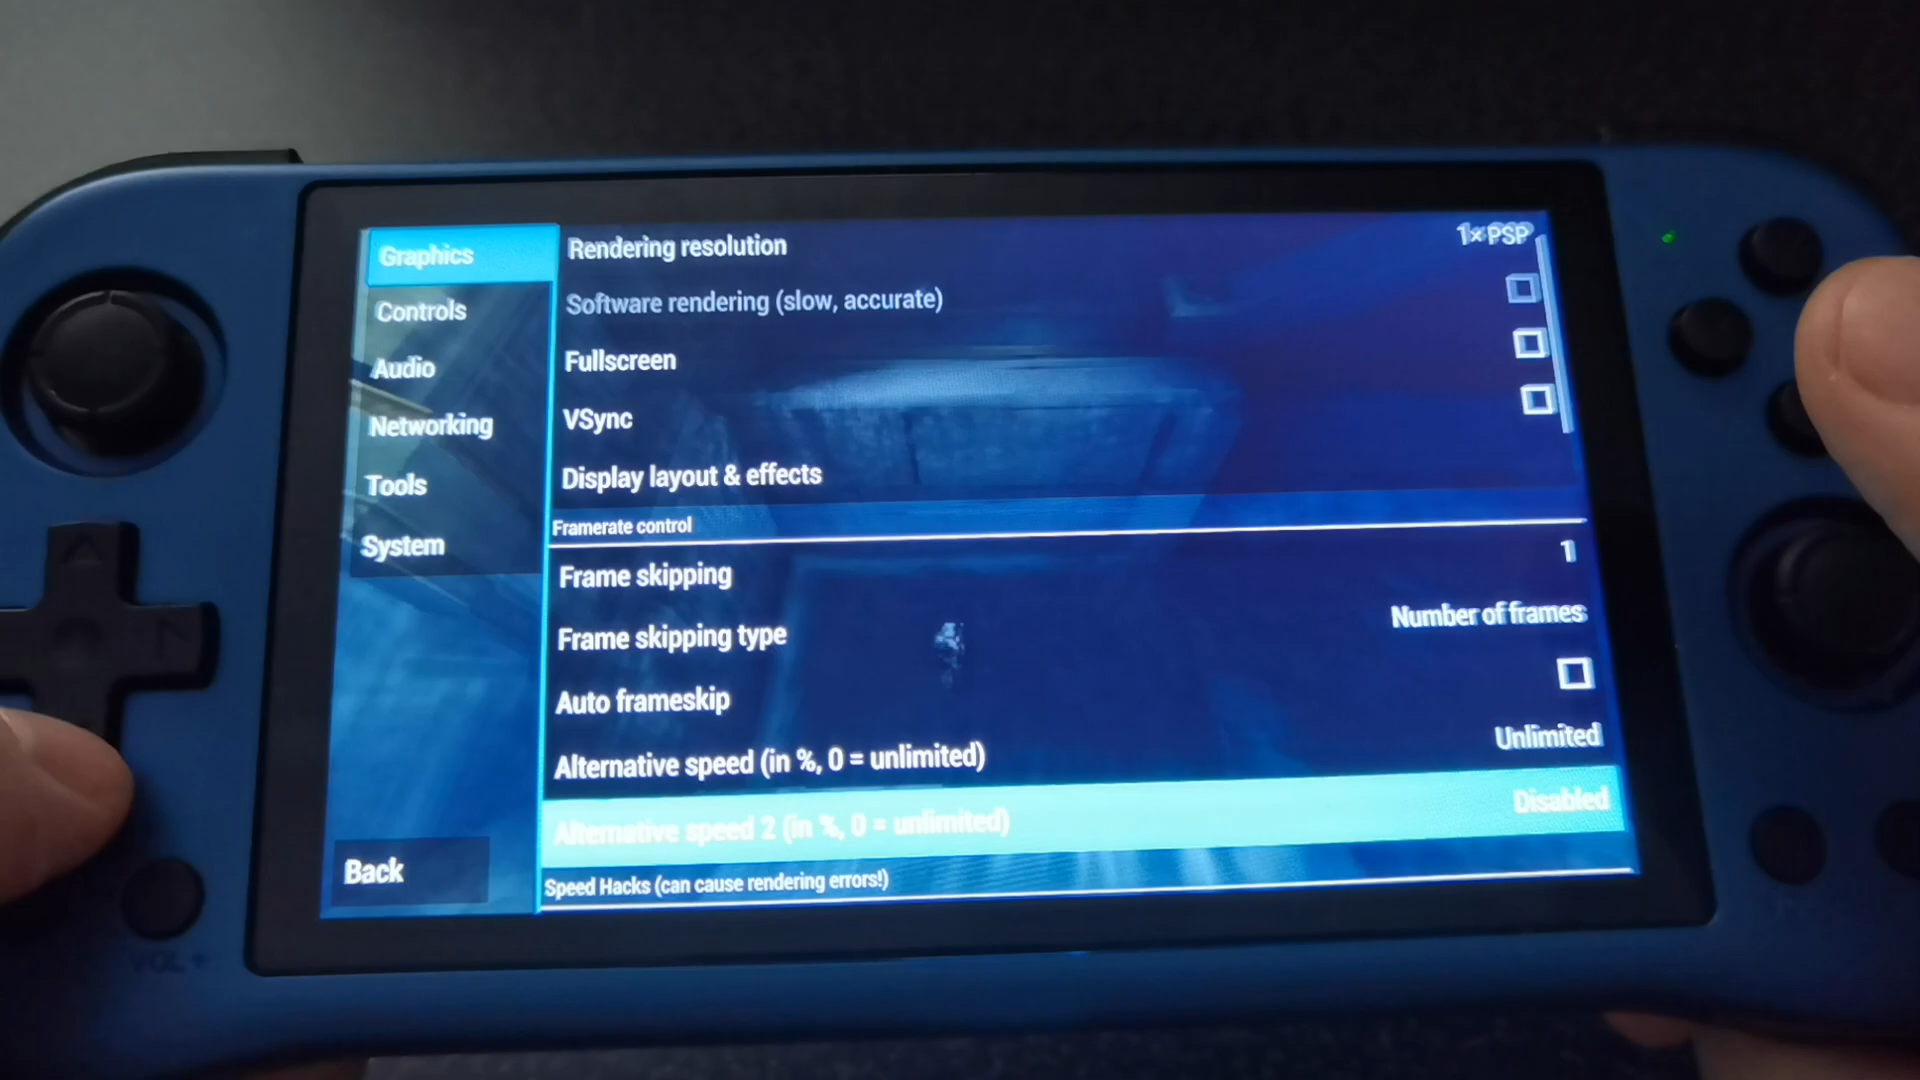 Graphics
Controls
Audio
Networking
Tools
System
Back
Rendering resolution 1× PSP
Software rendering (slow, accurate)
Fullscreen
VSync
Display layout & effects
Framerate control
Frame skipping 1
Frame skipping type Number of frames
Auto frameskip
Alternative speed (in %, 0 = unlimited) Unlimited
Alternative speed 2 (in %, 0 = unlimited) Disabled
Speed Hacks (can cause rendering errors!)
VOL +